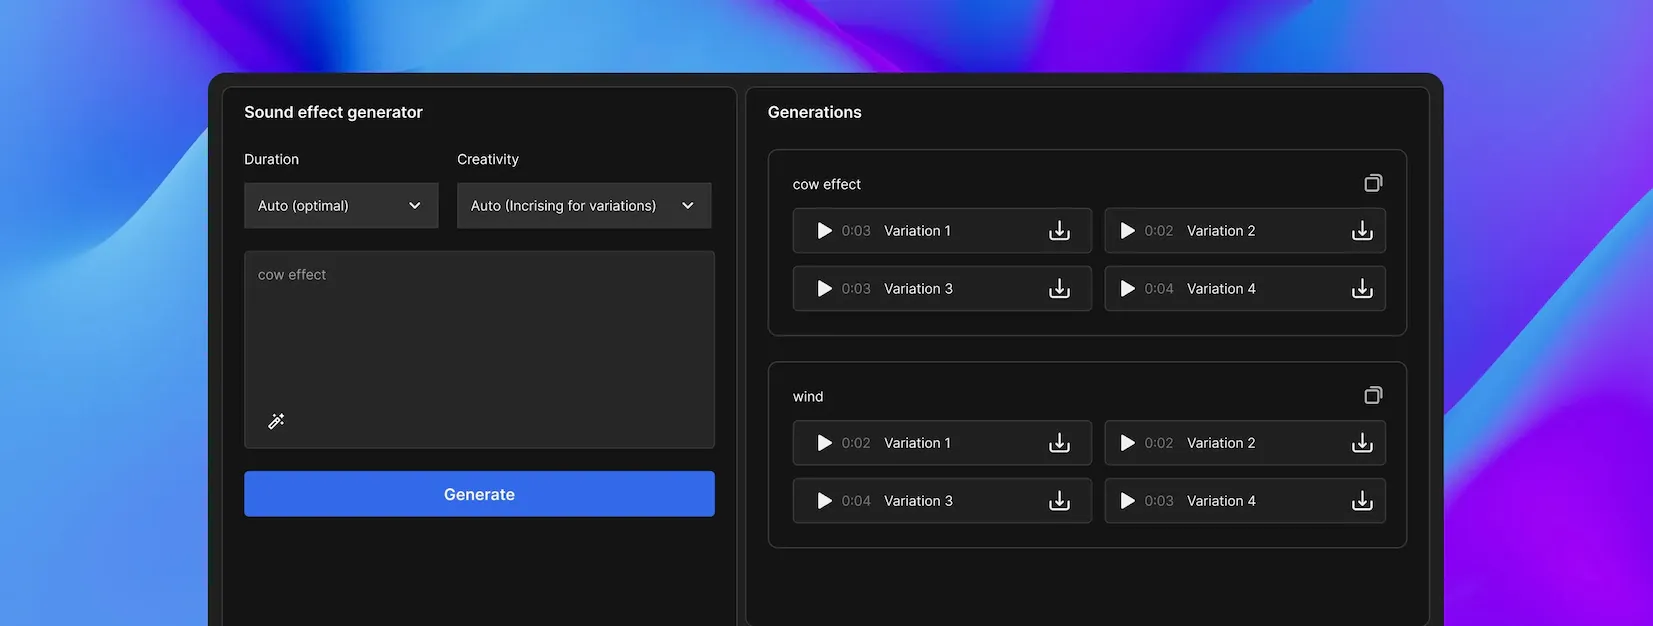 Sound effect generator
Duration
Creativity
Auto (optimal)
Auto (Incrising for variations)
cow effect
Generate
Generations
cow effect
0:03 Variation 1
0:02 Variation 2
0:03 Variation 3
0:04 Variation 4
wind
0:02 Variation 1
0:02 Variation 2
0:04 Variation 3
0:03 Variation 4